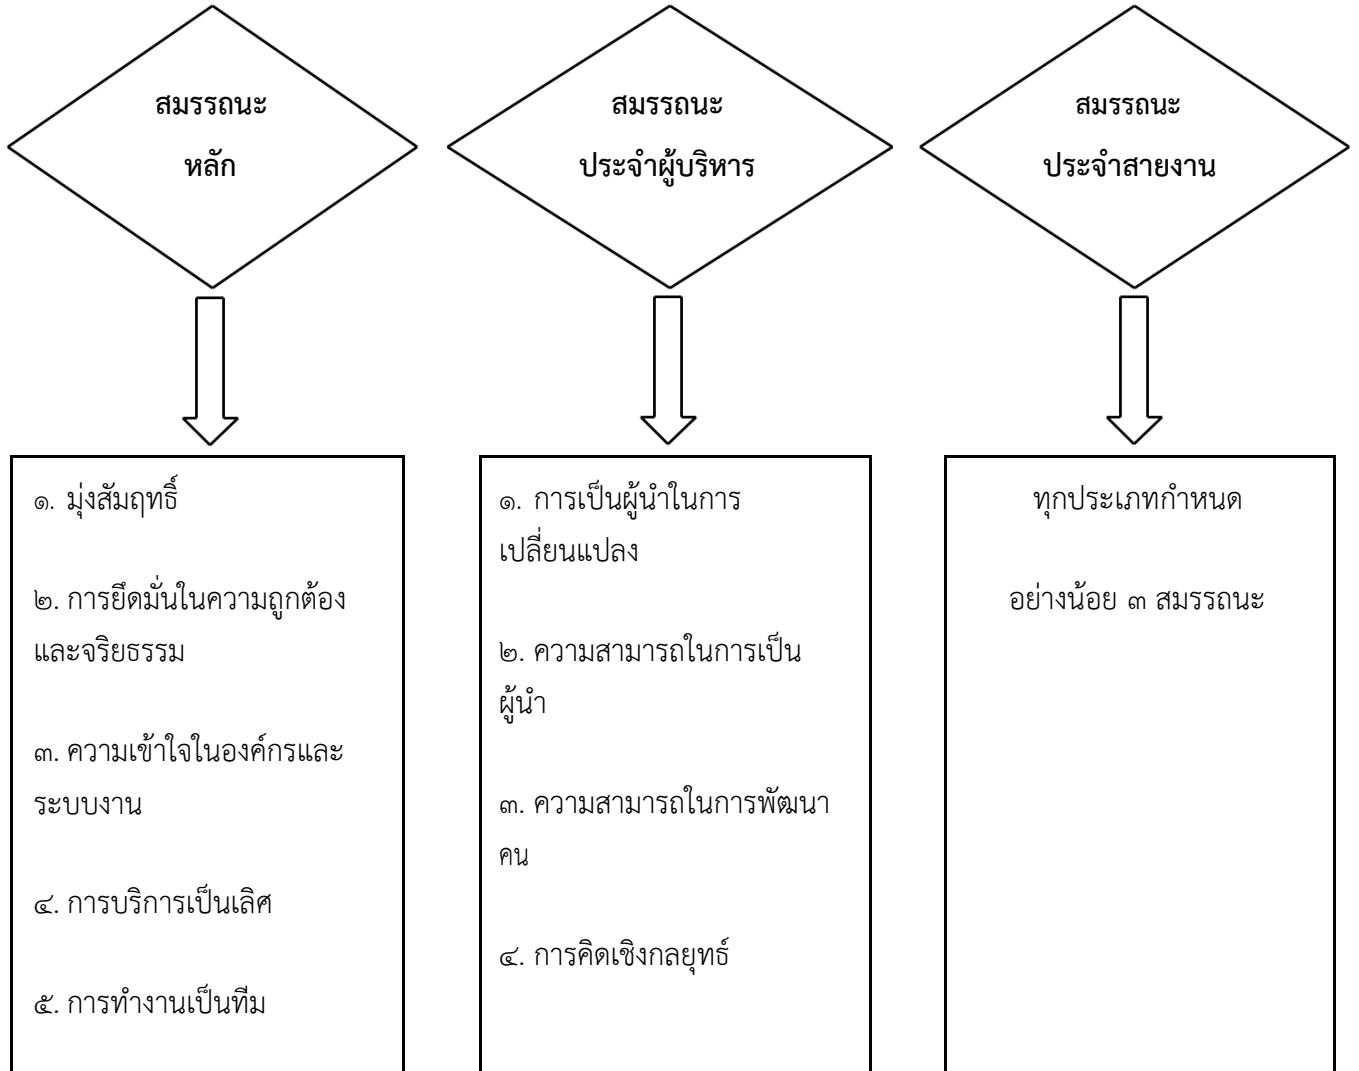 สมรรถนะ
หลัก
สมรรถนะ
ประจำผู้บริหาร
สมรรถนะ
ประจำสายงาน
๑. มุ่งสัมฤทธิ์
๒. การยึดมั่นในความถูกต้อง
และจริยธรรม
๓. ความเข้าใจในองค์กรและ
ระบบงาน
๔. การบริการเป็นเลิศ
๕. การทำงานเป็นทีม
๑. การเป็นผู้นำในการ
เปลี่ยนแปลง
๒. ความสามารถในการเป็น
ผู้นำ
๓. ความสามารถในการพัฒนา
คน
๔. การคิดเชิงกลยุทธ์
ทุกประเภทกำหนด
อย่างน้อย ๓ สมรรถนะ